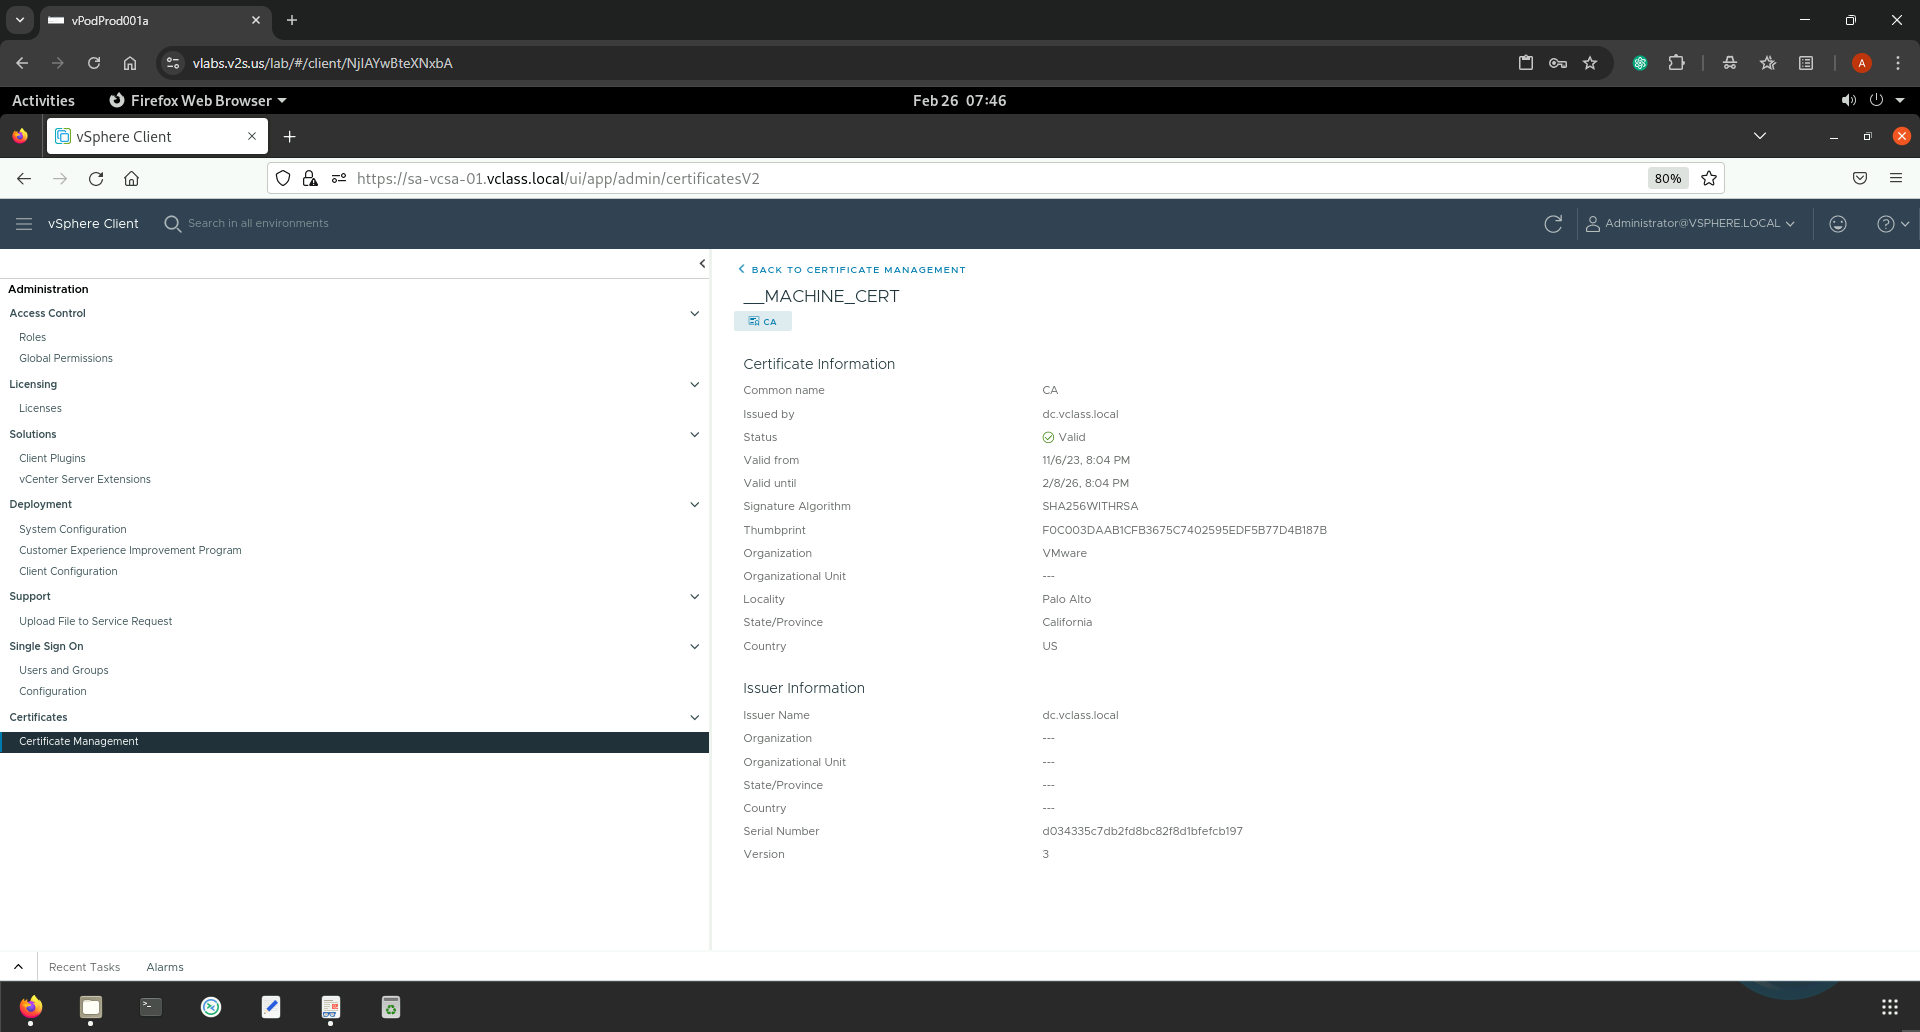 vPodProd001a
vlabs.v2s.us/lab/#/client/NjIAYwBteXNxbA
A
Activities
Firefox Web Browser
Feb 26 07:46
vSphere Client
https://sa-vcsa-01.vclass.local/ui/app/admin/certificatesV2
80%
vSphere Client
Search in all environments
Administrator@VSPHERE.LOCAL
Administration
Access Control
Roles
Global Permissions
Licensing
Licenses
Solutions
Client Plugins
vCenter Server Extensions
Deployment
System Configuration
Customer Experience Improvement Program
Client Configuration
Support
Upload File to Service Request
Single Sign On
Users and Groups
Configuration
Certificates
Certificate Management
BACK TO CERTIFICATE MANAGEMENT
__MACHINE_CERT
CA
Certificate Information
Common name CA
Issued by dc.vclass.local
Status Valid
Valid from 11/6/23, 8:04 PM
Valid until 2/8/26, 8:04 PM
Signature Algorithm SHA256WITHRSA
Thumbprint F0C003DAAB1CFB3675C7402595EDF5B77D4B187B
Organization VMware
Organizational Unit ---
Locality Palo Alto
State/Province California
Country US
Issuer Information
Issuer Name dc.vclass.local
Organization ---
Organizational Unit ---
State/Province ---
Country ---
Serial Number d034335c7db2fd8bc82f8d1bfefcb197
Version 3
Recent Tasks Alarms